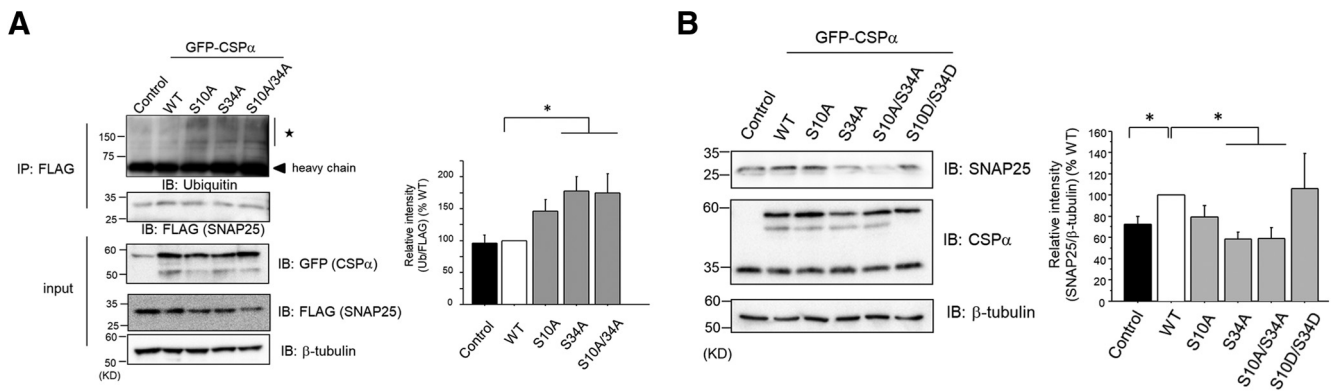 A
GFP-CSPα
Control
WT
S10A
S34A
S10A/34A
IP: FLAG
150
75
★
heavy chain
IB: Ubiquitin
35
25
IB: FLAG (SNAP25)
input
60
50
IB: GFP (CSPα)
35
25
IB: FLAG (SNAP25)
60
50
IB: β-tubulin
(KD)
Relative intensity
(Ub/FLAG) (% WT)
200
150
100
50
0
*
Control
WT
S10A
S34A
S10A/34A
B
GFP-CSPα
Control
WT
S10A
S34A
S10A/S34A
S10D/S34D
35
25
IB: SNAP25
60
35
IB: CSPα
60
50
IB: β-tubulin
(KD)
Relative intensity
(SNAP25/β-tubulin) (% WT)
160
140
120
100
80
60
40
20
0
*
*
Control
WT
S10A
S34A
S10A/S34A
S10D/S34D